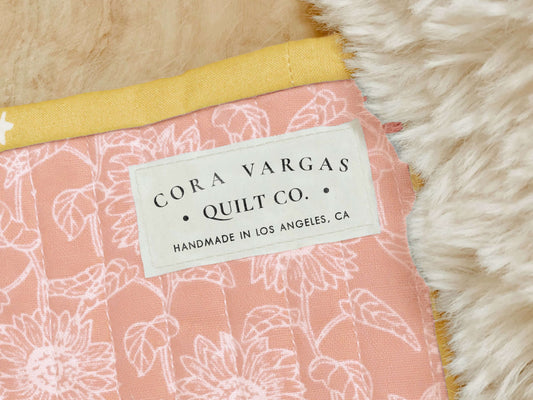 CORA VARGAS
• QUILT CO. •
HANDMADE IN LOS ANGELES, CA